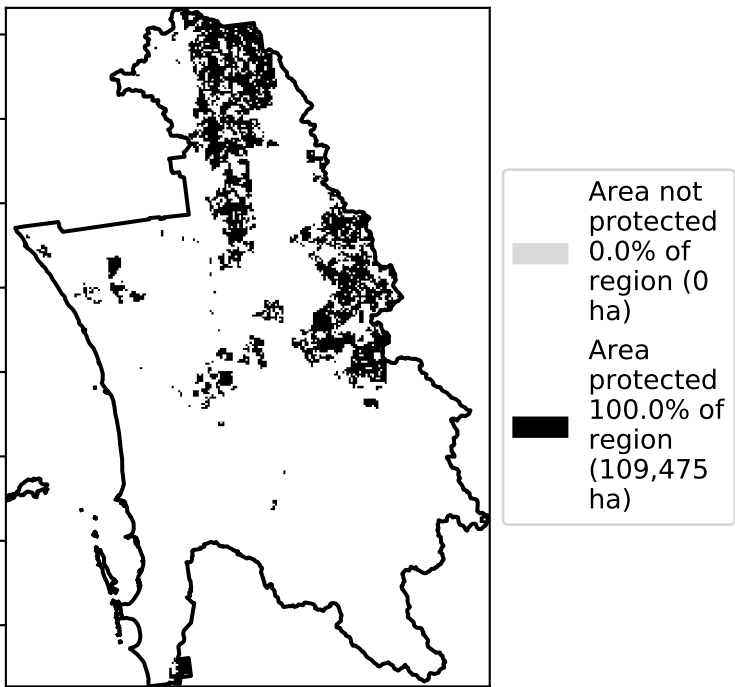 Area not
protected
0.0% of
region (0
ha)
Area
protected
100.0% of
region
(109,475
ha)